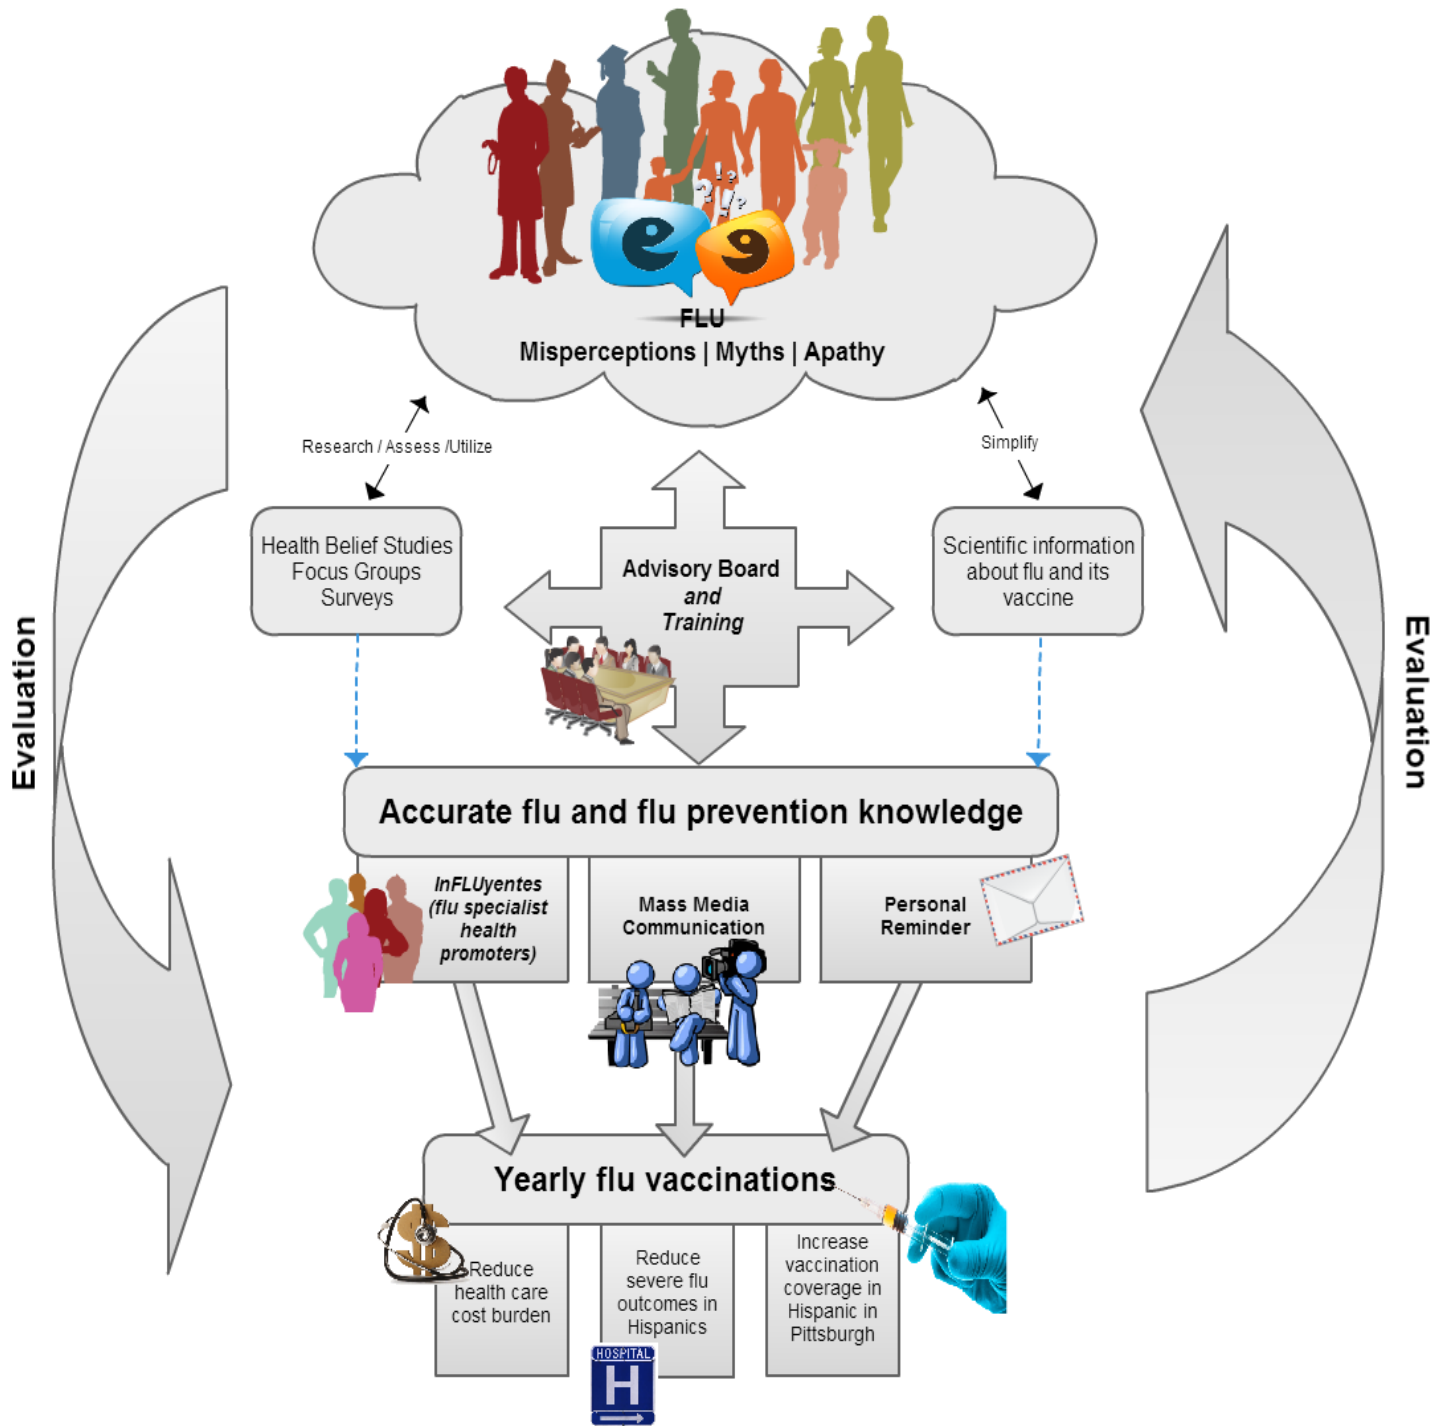 FLU
Misperceptions | Myths | Apathy
Research / Assess /Utilize
Simplify
Health Belief Studies
Focus Groups
Surveys
Advisory Board
and
Training
Scientific information
about flu and its
vaccine
Evaluation
Evaluation
Accurate flu and flu prevention knowledge
InFLUyentes
(flu specialist
health
promoters)
Mass Media
Communication
Personal
Reminder
Yearly flu vaccinations
Reduce
health care
cost burden
Reduce
severe flu
outcomes in
Hispanics
Increase
vaccination
coverage in
Hispanic in
Pittsburgh
HOSPITAL
H